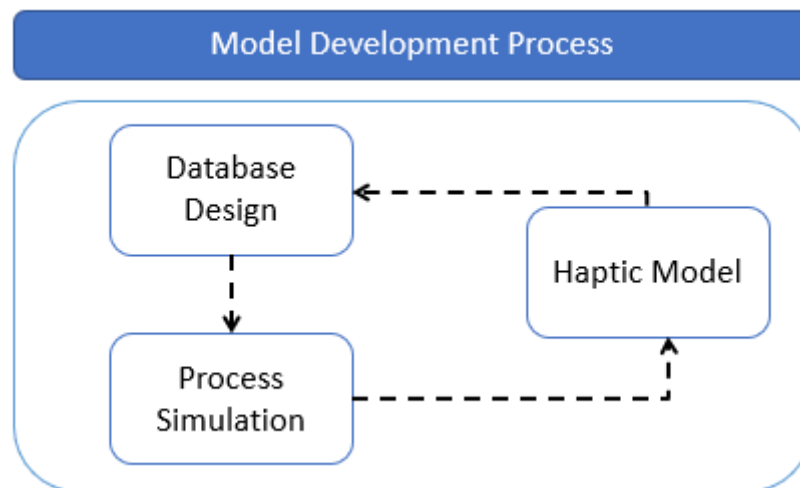 Model Development Process
Database
Design
Haptic Model
Process
Simulation